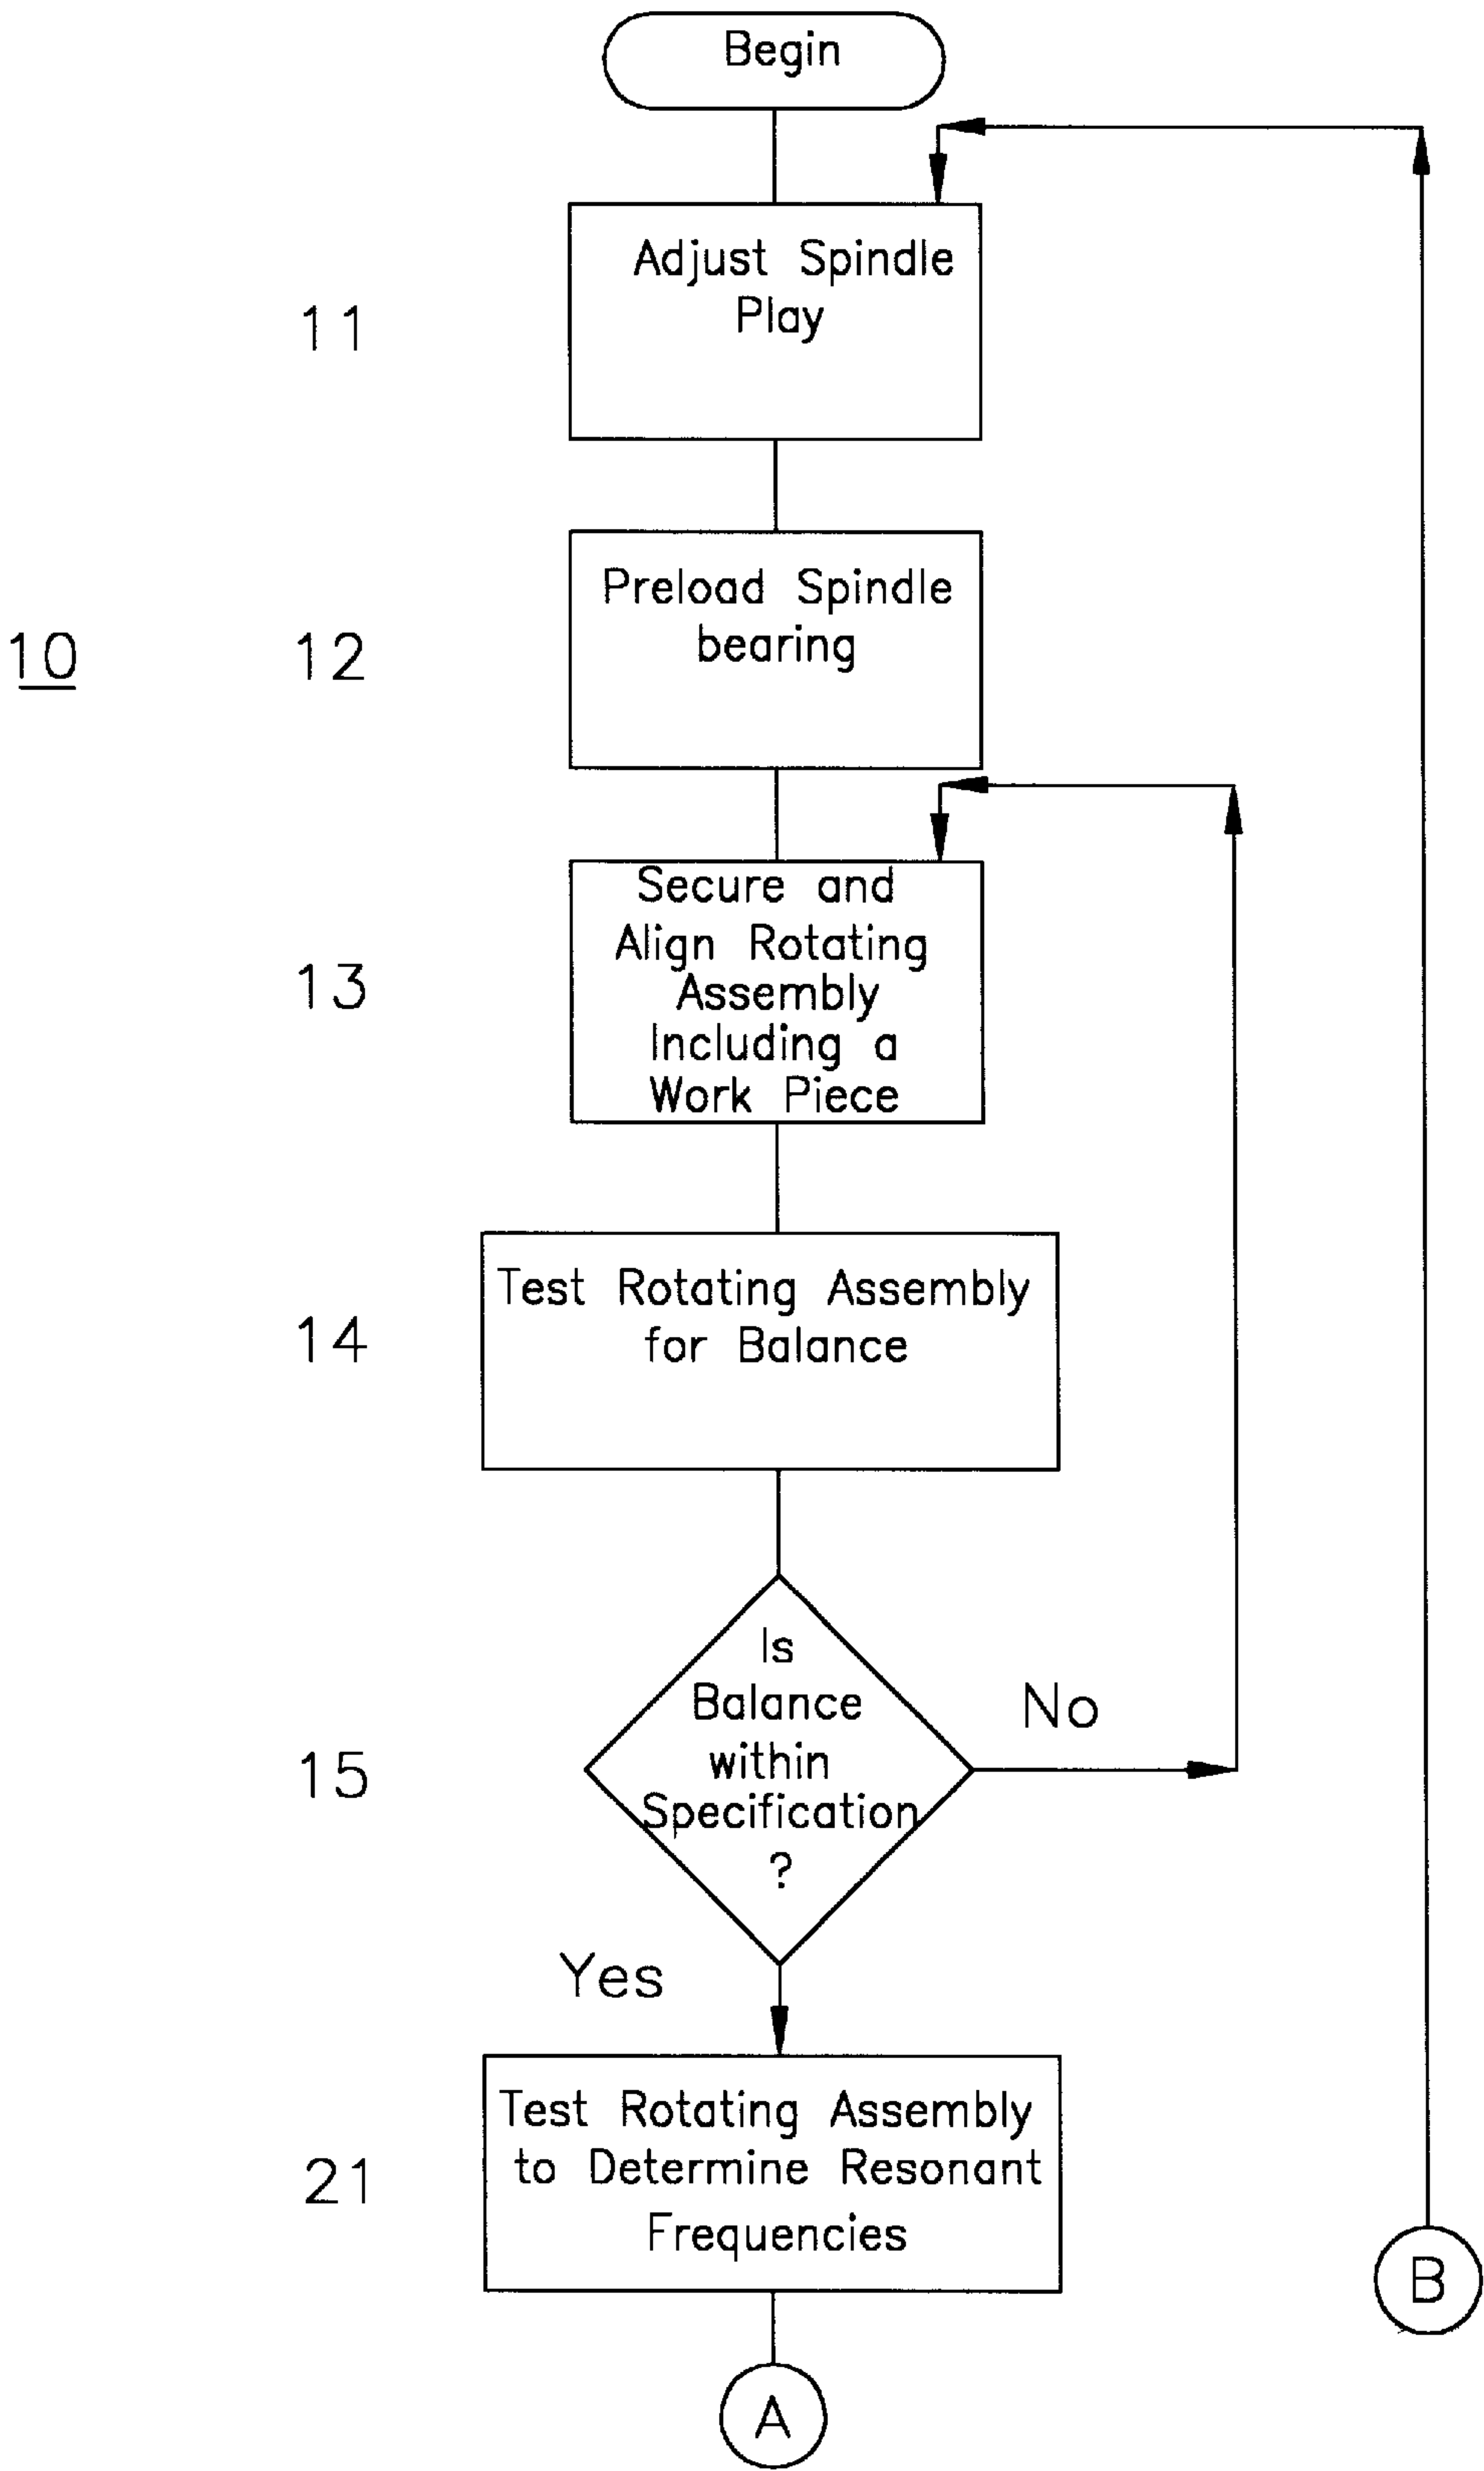 Begin
11
Adjust Spindle
Play
10
12
Preload Spindle
bearing
13
Secure and
Align Rotating
Assembly
Including a
Work Piece
14
Test Rotating Assembly
for Balance
15
Is
Balance
within
Specification
?
No
Yes
21
Test Rotating Assembly
to Determine Resonant
Frequencies
B
A